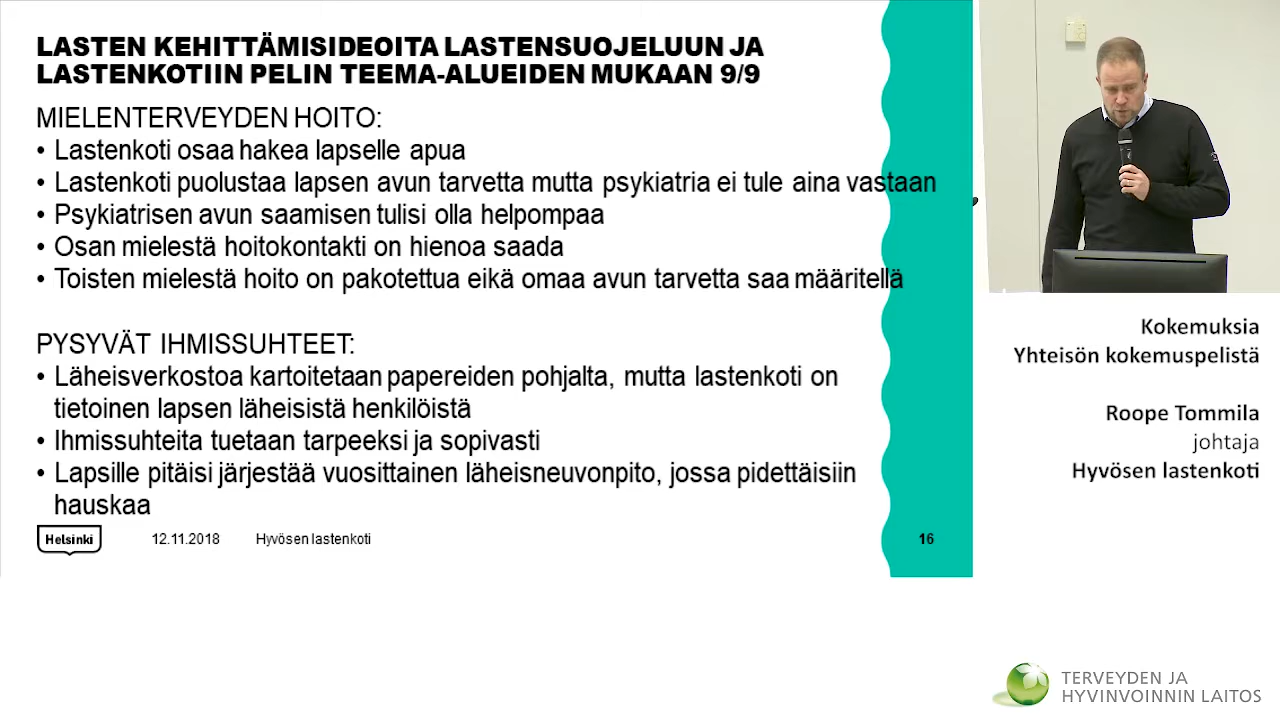 LASTEN KEHITTÄMISIDEOITA LASTENSUOJELUUN JA
LASTENKOTIIN PELIN TEEMA-ALUEIDEN MUKAAN 9/9
MIELENTERVEYDEN HOITO:
• Lastenkoti osaa hakea lapselle apua
• Lastenkoti puolustaa lapsen avun tarvetta mutta psykiatria ei tule aina vastaan
• Psykiatrisen avun saamisen tulisi olla helpompaa
• Osan mielestä hoitokontakti on hienoa saada
• Toisten mielestä hoito on pakotettua eikä omaa avun tarvetta saa määritellä
PYSYVÄT IHMISSUHTEET:
• Läheisverkostoa kartoitetaan papereiden pohjalta, mutta lastenkoti on
tietoinen lapsen läheisistä henkilöistä
• Ihmissuhteita tuetaan tarpeeksi ja sopivasti
• Lapsille pitäisi järjestää vuosittainen läheisneuvonpito, jossa pidettäisiin
hauskaa
Helsinki 12.11.2018 Hyvösen lastenkoti 16
Kokemuksia
Yhteisön kokemuspelistä
Roope Tommila
johtaja
Hyvösen lastenkoti
TERVEYDEN JA
HYVINVOINNIN LAITOS